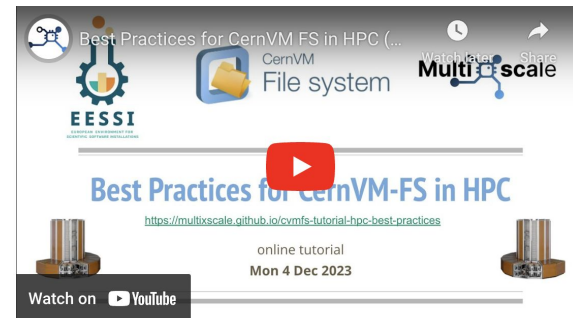 Best Practices for CernVM FS in HPC (...
Watch later
Share
CernVM
File system
Multi scale
EESSI
EUROPEAN ENVIRONMENT FOR
SCIENTIFIC SOFTWARE INSTALLATIONS
Best Practices for CernVM-FS in HPC
https://multixscale.github.io/cvmfs-tutorial-hpc-best-practices
online tutorial
Mon 4 Dec 2023
Watch on YouTube